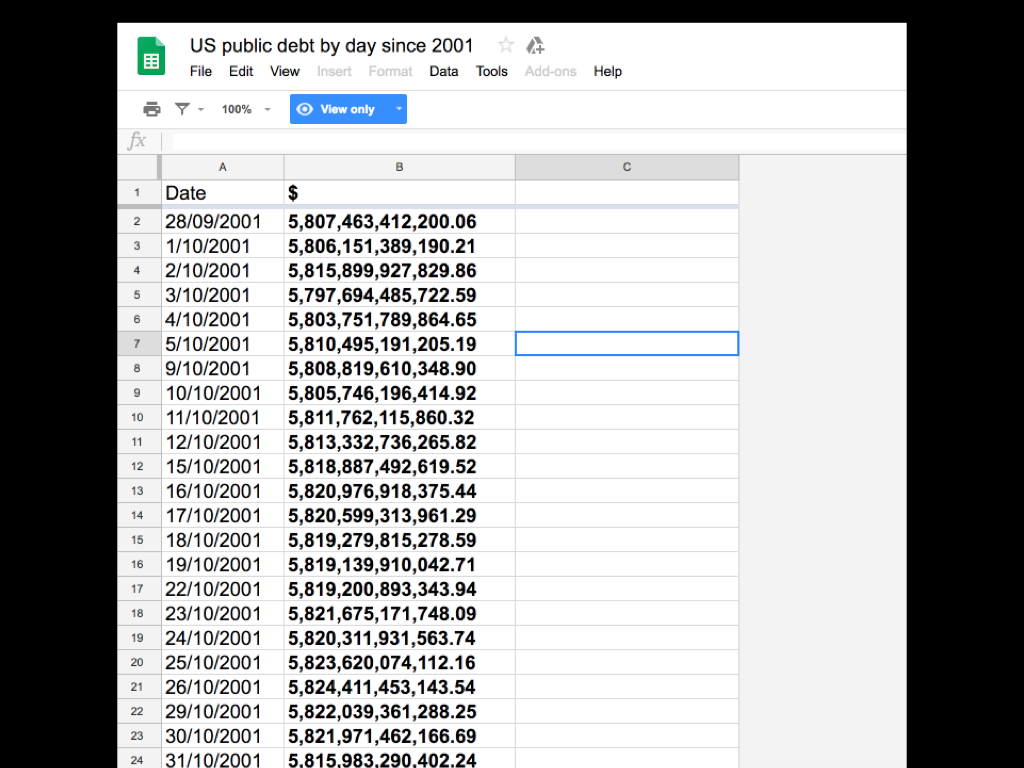 US public debt by day since 2001
File Edit View Insert Format Data Tools Add-ons Help
100% View only
fx
A B C
1 Date $
2 28/09/2001 5,807,463,412,200.06
3 1/10/2001 5,806,151,389,190.21
4 2/10/2001 5,815,899,927,829.86
5 3/10/2001 5,797,694,485,722.59
6 4/10/2001 5,803,751,789,864.65
7 5/10/2001 5,810,495,191,205.19
8 9/10/2001 5,808,819,610,348.90
9 10/10/2001 5,805,746,196,414.92
10 11/10/2001 5,811,762,115,860.32
11 12/10/2001 5,813,332,736,265.82
12 15/10/2001 5,818,887,492,619.52
13 16/10/2001 5,820,976,918,375.44
14 17/10/2001 5,820,599,313,961.29
15 18/10/2001 5,819,279,815,278.59
16 19/10/2001 5,819,139,910,042.71
17 22/10/2001 5,819,200,893,343.94
18 23/10/2001 5,821,675,171,748.09
19 24/10/2001 5,820,311,931,563.74
20 25/10/2001 5,823,620,074,112.16
21 26/10/2001 5,824,411,453,143.54
22 29/10/2001 5,822,039,361,288.25
23 30/10/2001 5,821,971,462,166.69
24 31/10/2001 5,815,983,290,402.24